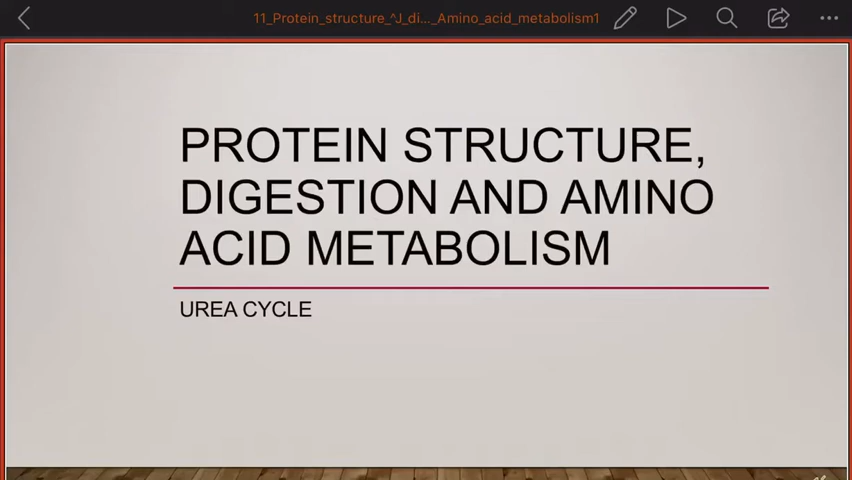 11_Protein_structure_^J_di..._Amino_acid_metabolism1
PROTEIN STRUCTURE,
DIGESTION AND AMINO
ACID METABOLISM
UREA CYCLE